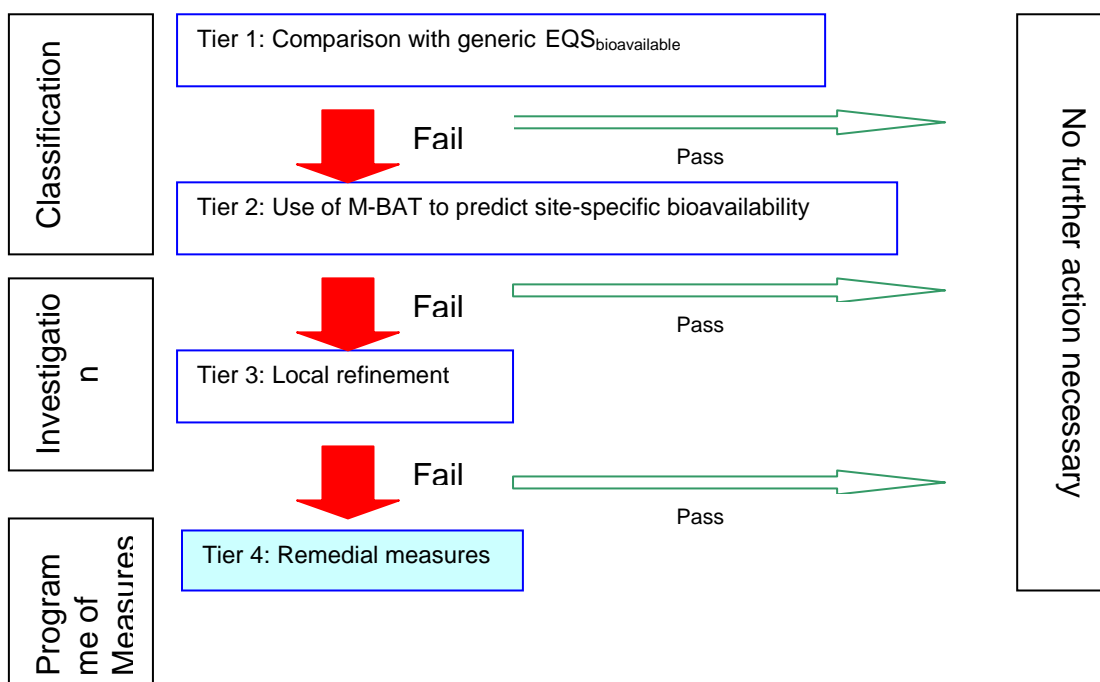 Classification
Tier 1: Comparison with generic EQSbioavailable
Fail
Pass
Tier 2: Use of M-BAT to predict site-specific bioavailability
Investigatio
n
Fail
Pass
Tier 3: Local refinement
Fail
Pass
Program
me of
Measures
Tier 4: Remedial measures
No further action necessary